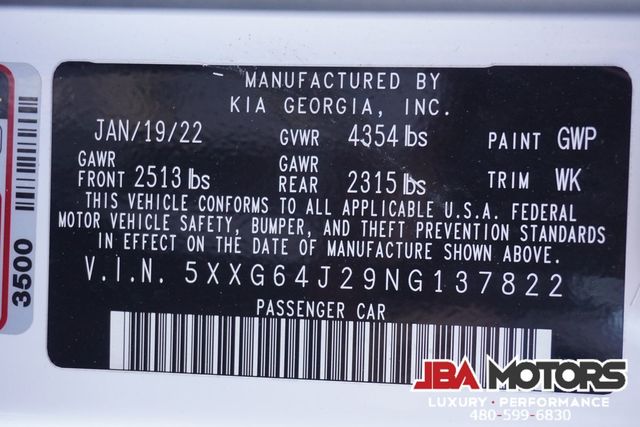 MANUFACTURED BY
KIA GEORGIA, INC.
JAN/19/22 GVWR 4354 lbs PAINT GWP
GAWR GAWR
FRONT 2513 lbs REAR 2315 lbs TRIM WK
THIS VEHICLE CONFORMS TO ALL APPLICABLE U.S.A. FEDERAL
MOTOR VEHICLE SAFETY, BUMPER, AND THEFT PREVENTION STANDARDS
IN EFFECT ON THE DATE OF MANUFACTURE SHOWN ABOVE.
V.I.N. 5XXG64J29NG137822
PASSENGER CAR
3500
JBA MOTORS
LUXURY · PERFORMANCE
480-599-6830